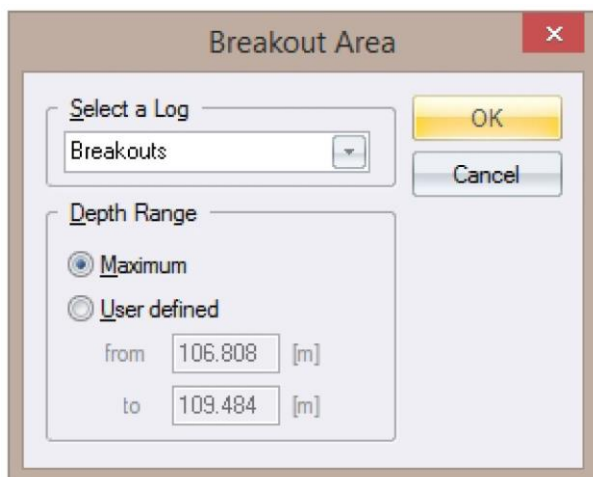 Breakout Area
Select a Log
Breakouts
OK
Cancel
Depth Range
Maximum
User defined
from 106.808 [m]
to 109.484 [m]